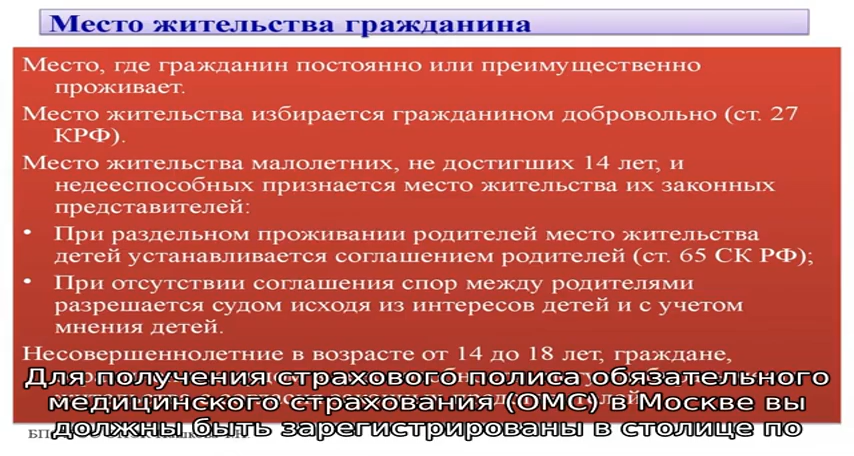 Место жительства гражданина
Место, где гражданин постоянно или преимущественно
проживает.
Место жительства избирается гражданином добровольно (ст. 27
КРФ).
Место жительства малолетних, не достигших 14 лет, и
недееспособных признается место жительства их законных
представителей:
• При раздельном проживании родителей место жительства
детей устанавливается соглашением родителей (ст. 65 СК РФ);
• При отсутствии соглашения спор между родителями
разрешается судом исходя из интересов детей и с учетом
мнения детей.
Несовершеннолетние в возрасте от 14 до 18 лет, граждане,
Для получения страхового полиса обязательного
медицинского страхования (ОМС) в Москве вы
должны быть зарегистрированы в столице по